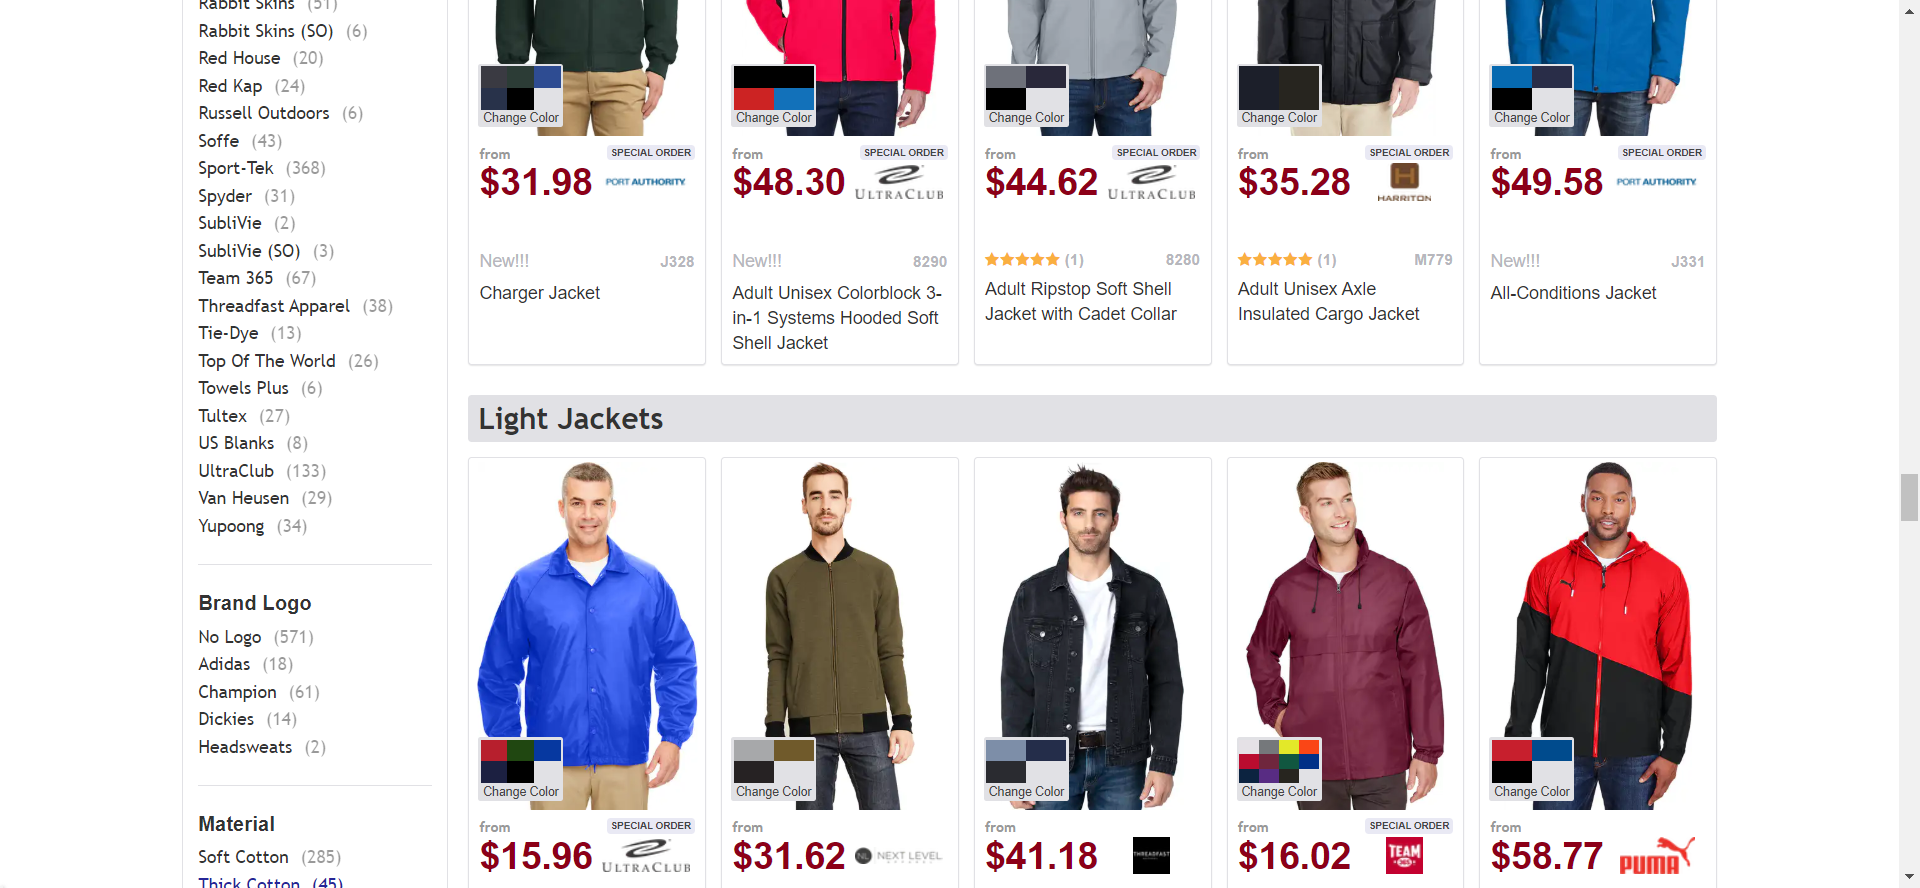 Rabbit Skins (51)
Rabbit Skins (SO) (6)
Red House (20)
Red Kap (24)
Russell Outdoors (6)
Soffe (43)
Sport-Tek (368)
Spyder (31)
SubliVie (2)
SubliVie (SO) (3)
Team 365 (67)
Threadfast Apparel (38)
Tie-Dye (13)
Top Of The World (26)
Towels Plus (6)
Tultex (27)
US Blanks (8)
UltraClub (133)
Van Heusen (29)
Yupoong (34)
Brand Logo
No Logo (571)
Adidas (18)
Champion (61)
Dickies (14)
Headsweats (2)
Material
Soft Cotton (285)
Thick Cotton (45)
Change Color
from SPECIAL ORDER
$31.98 PORT AUTHORITY
New!!! J328
Charger Jacket
Change Color
from SPECIAL ORDER
$48.30 ULTRACLUB
New!!! 8290
Adult Unisex Colorblock 3-
in-1 Systems Hooded Soft
Shell Jacket
Change Color
from SPECIAL ORDER
$44.62 ULTRACLUB
(1) 8280
Adult Ripstop Soft Shell
Jacket with Cadet Collar
Change Color
from SPECIAL ORDER
$35.28 HARRITON
(1) M779
Adult Unisex Axle
Insulated Cargo Jacket
Change Color
from SPECIAL ORDER
$49.58 PORT AUTHORITY
New!!! J331
All-Conditions Jacket
Light Jackets
Change Color
from SPECIAL ORDER
$15.96 ULTRACLUB
Change Color
from
$31.62 NL NEXT LEVEL
Change Color
from
$41.18 THREADFAST
Change Color
from SPECIAL ORDER
$16.02 TEAM 365
Change Color
from
$58.77 PUMA